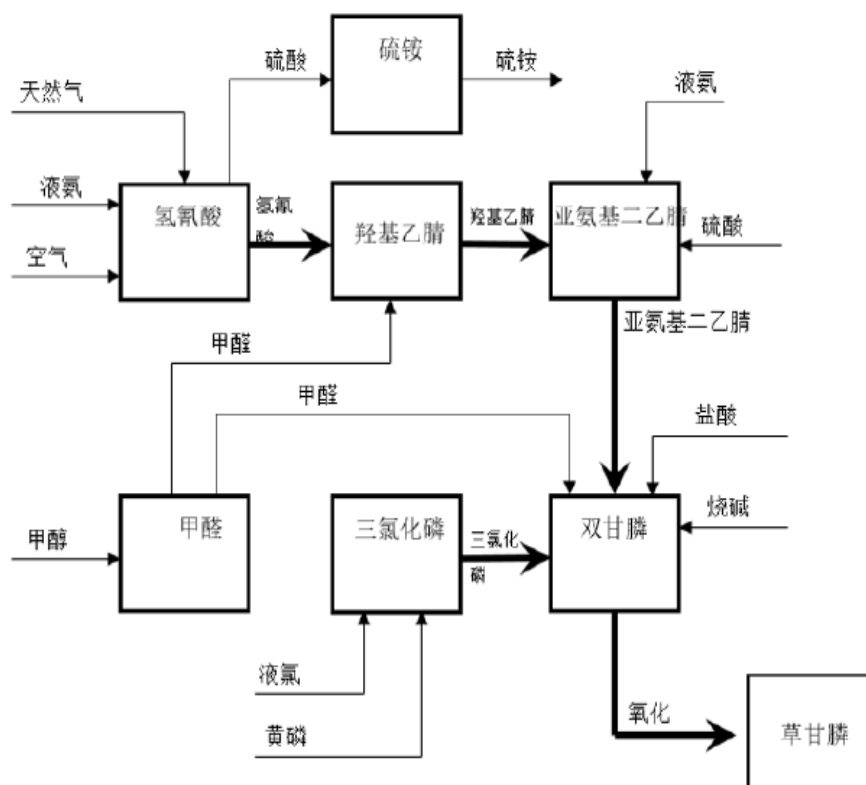 硫酸
硫铵
硫铵
天然气
液氨
液氨
氢氰酸
氢氰
酸
羟基乙腈
羟基乙腈
亚氨基二乙腈
硫酸
空气
亚氨基二乙腈
甲醛
甲醛
盐酸
甲醇
甲醛
三氯化磷
三氯化
磷
双甘膦
烧碱
液氯
黄磷
氧化
草甘膦